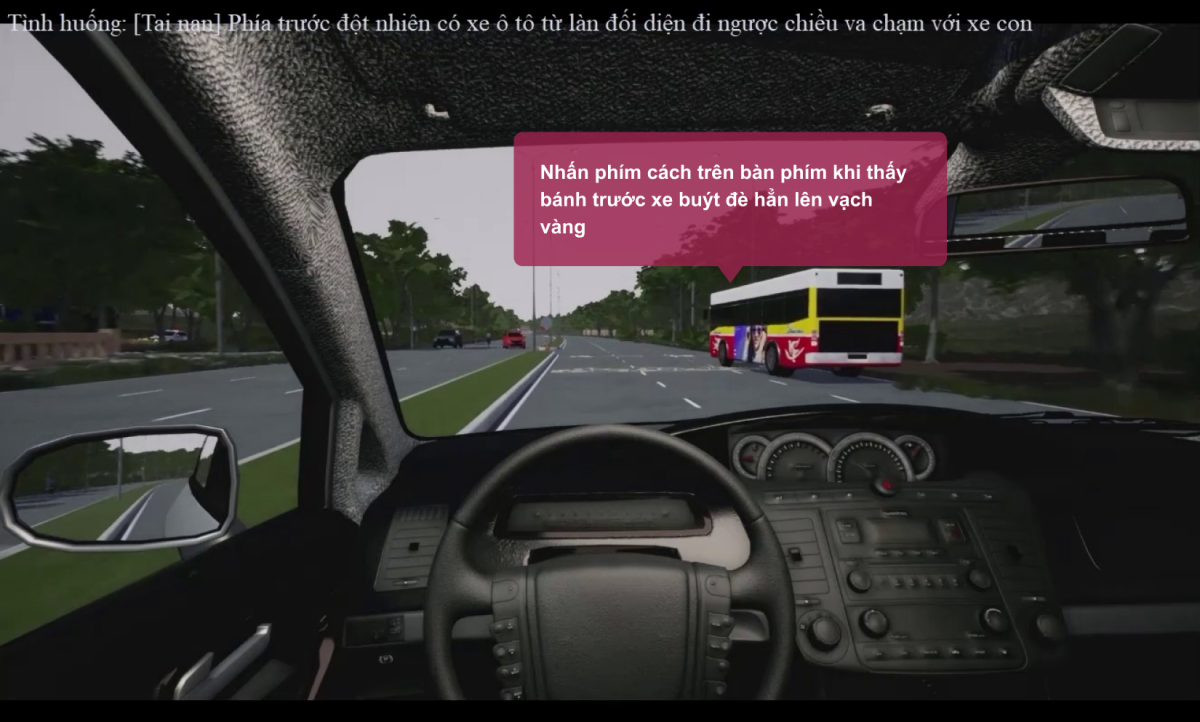 Tình huống: [Tai nạn] Phía trước đột nhiên có xe ô tô từ làn đối diện đi ngược chiều va chạm với xe con
Nhấn phím cách trên bàn phím khi thấy
bánh trước xe buýt đè hẳn lên vạch
vàng